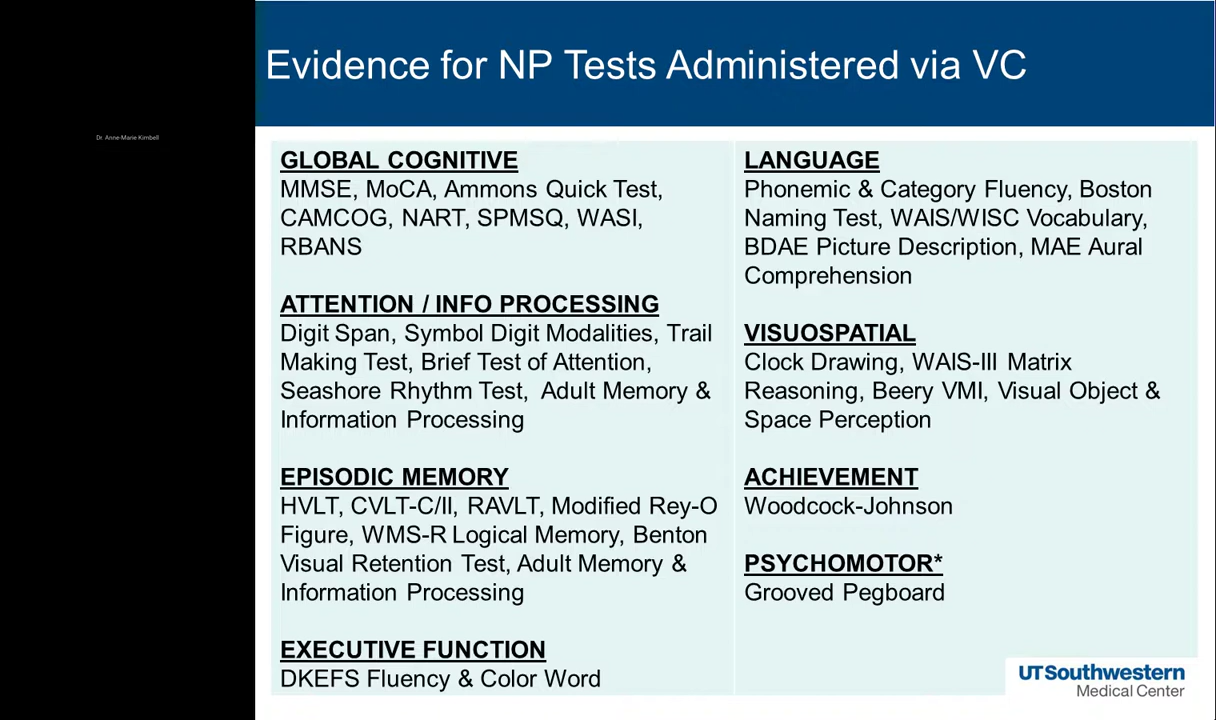 Evidence for NP Tests Administered via VC
Dr. Anne-Marie Kimbell
GLOBAL COGNITIVE
MMSE, MoCA, Ammons Quick Test,
CAMCOG, NART, SPMSQ, WASI,
RBANS
ATTENTION / INFO PROCESSING
Digit Span, Symbol Digit Modalities, Trail
Making Test, Brief Test of Attention,
Seashore Rhythm Test, Adult Memory &
Information Processing
EPISODIC MEMORY
HVLT, CVLT-C/II, RAVLT, Modified Rey-O
Figure, WMS-R Logical Memory, Benton
Visual Retention Test, Adult Memory &
Information Processing
EXECUTIVE FUNCTION
DKEFS Fluency & Color Word
LANGUAGE
Phonemic & Category Fluency, Boston
Naming Test, WAIS/WISC Vocabulary,
BDAE Picture Description, MAE Aural
Comprehension
VISUOSPATIAL
Clock Drawing, WAIS-III Matrix
Reasoning, Beery VMI, Visual Object &
Space Perception
ACHIEVEMENT
Woodcock-Johnson
PSYCHOMOTOR*
Grooved Pegboard
UTSouthwestern
Medical Center